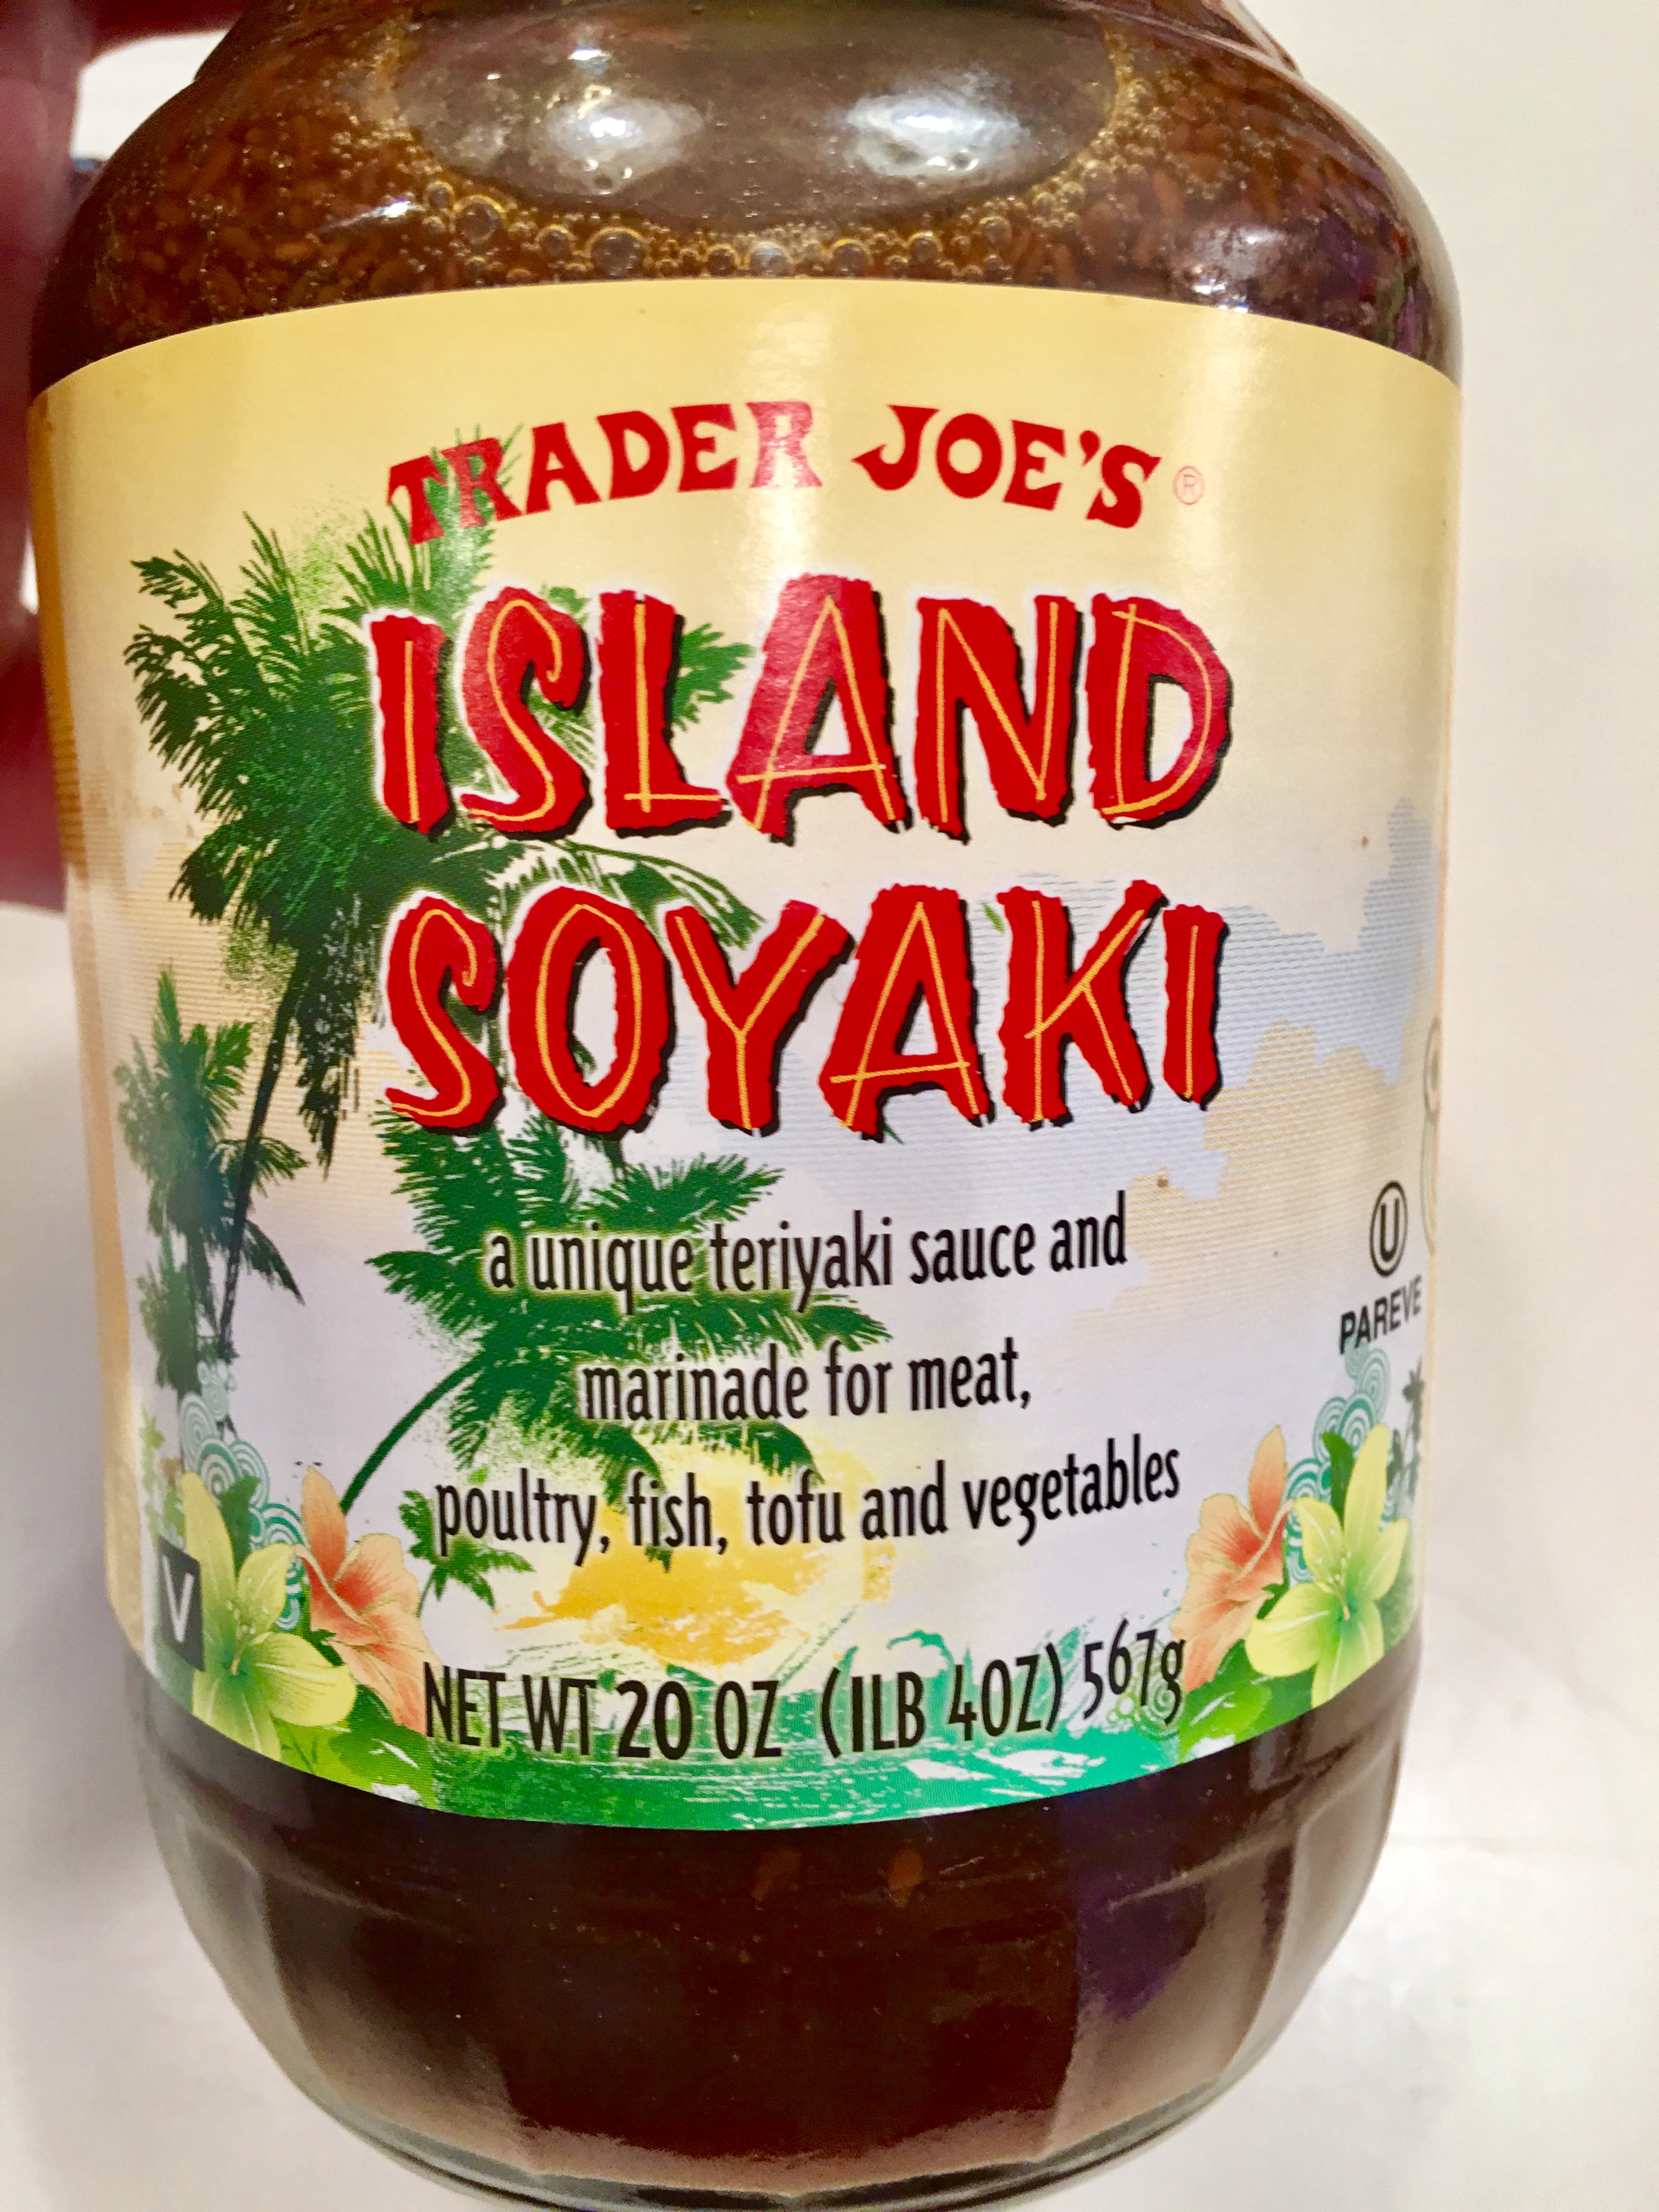 TRADER JOE'S®
ISLAND
SOYAKI
a unique teriyaki sauce and
marinade for meat,
poultry, fish, tofu and vegetables
U
PAREVE
V
NET WT 20 OZ (1LB 4OZ) 567g